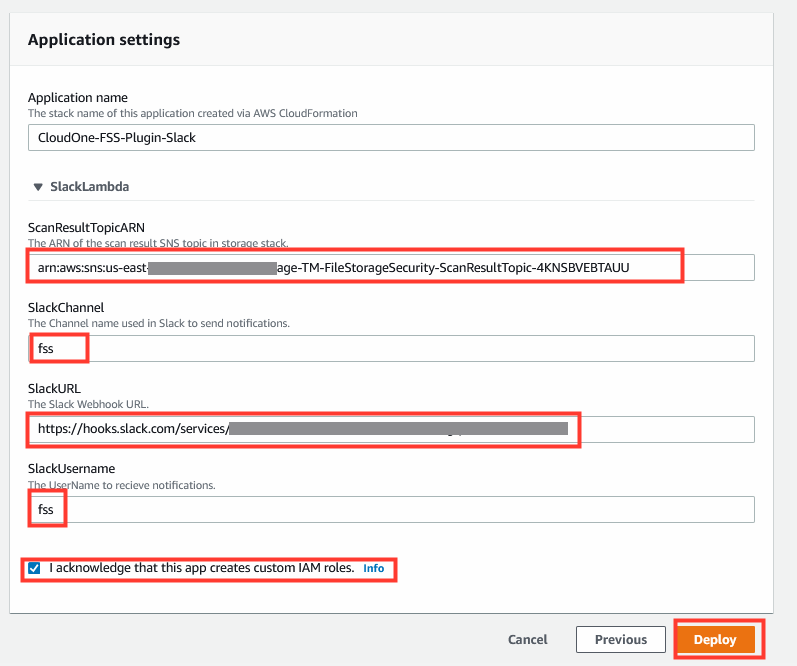 Application settings
Application name
The stack name of this application created via AWS CloudFormation
CloudOne-FSS-Plugin-Slack
▼ SlackLambda
ScanResultTopicARN
The ARN of the scan result SNS topic in storage stack.
arn:aws:sns:us-east- age-TM-FileStorageSecurity-ScanResultTopic-4KNSBVEBTAUU
SlackChannel
The Channel name used in Slack to send notifications.
fss
SlackURL
The Slack Webhook URL.
https://hooks.slack.com/services/
SlackUsername
The UserName to recieve notifications.
fss
I acknowledge that this app creates custom IAM roles. Info
Cancel Previous Deploy